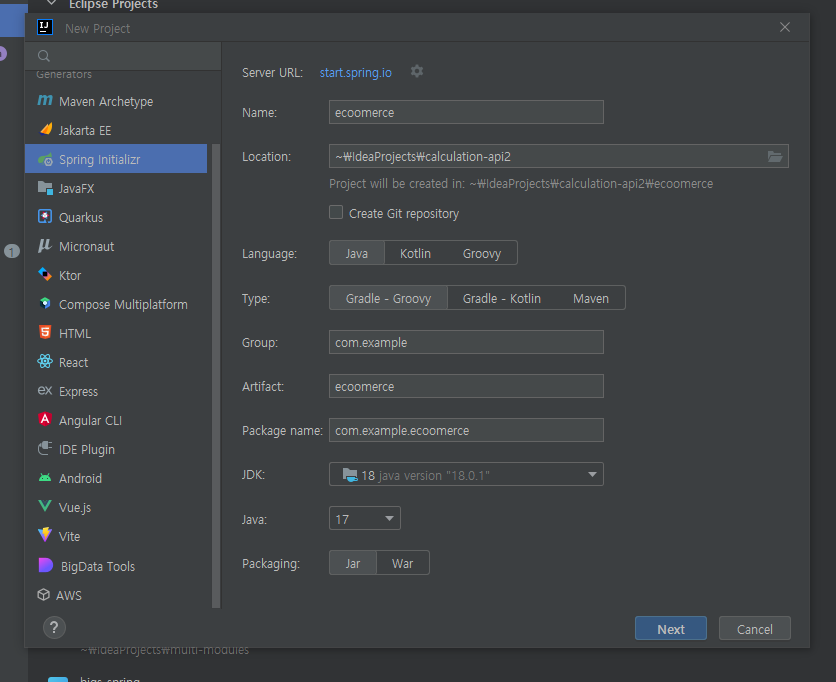 Eclipse Projects
New Project
Generators
Maven Archetype
Jakarta EE
Spring Initializr
JavaFX
Quarkus
Micronaut
Ktor
Compose Multiplatform
HTML
React
Express
Angular CLI
IDE Plugin
Android
Vue.js
Vite
BigData Tools
AWS
Server URL: start.spring.io
Name: ecoomerce
Location: ~₩IdeaProjects₩calculation-api2
Project will be created in: ~₩IdeaProjects₩calculation-api2₩ecoomerce
Create Git repository
Language: Java Kotlin Groovy
Type: Gradle - Groovy Gradle - Kotlin Maven
Group: com.example
Artifact: ecoomerce
Package name: com.example.ecoomerce
JDK: 18 java version "18.0.1"
Java: 17
Packaging: Jar War
? Next Cancel
1
~₩IdeaProjects₩multi-modules